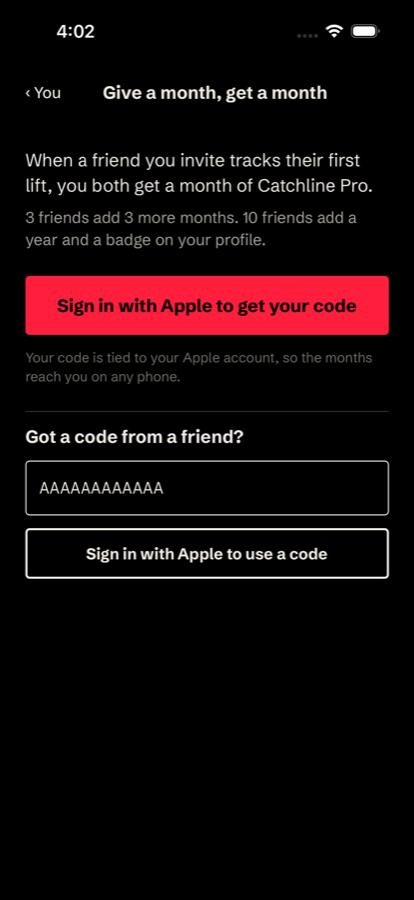 4:02
‹ You
Give a month, get a month
When a friend you invite tracks their first
lift, you both get a month of Catchline Pro.
3 friends add 3 more months. 10 friends add a
year and a badge on your profile.
Sign in with Apple to get your code
Your code is tied to your Apple account, so the months
reach you on any phone.
Got a code from a friend?
AAAAAAAAAAAA
Sign in with Apple to use a code